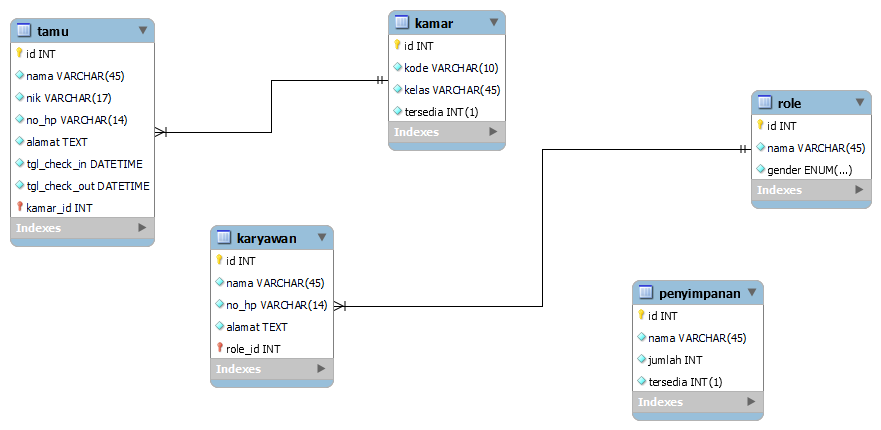 tamu
id INT
nama VARCHAR(45)
nik VARCHAR(17)
no_hp VARCHAR(14)
alamat TEXT
tgl_check_in DATETIME
tgl_check_out DATETIME
kamar_id INT
Indexes
kamar
id INT
kode VARCHAR(10)
kelas VARCHAR(45)
tersedia INT(1)
Indexes
role
id INT
nama VARCHAR(45)
gender ENUM(...)
Indexes
karyawan
id INT
nama VARCHAR(45)
no_hp VARCHAR(14)
alamat TEXT
role_id INT
Indexes
penyimpanan
id INT
nama VARCHAR(45)
jumlah INT
tersedia INT(1)
Indexes